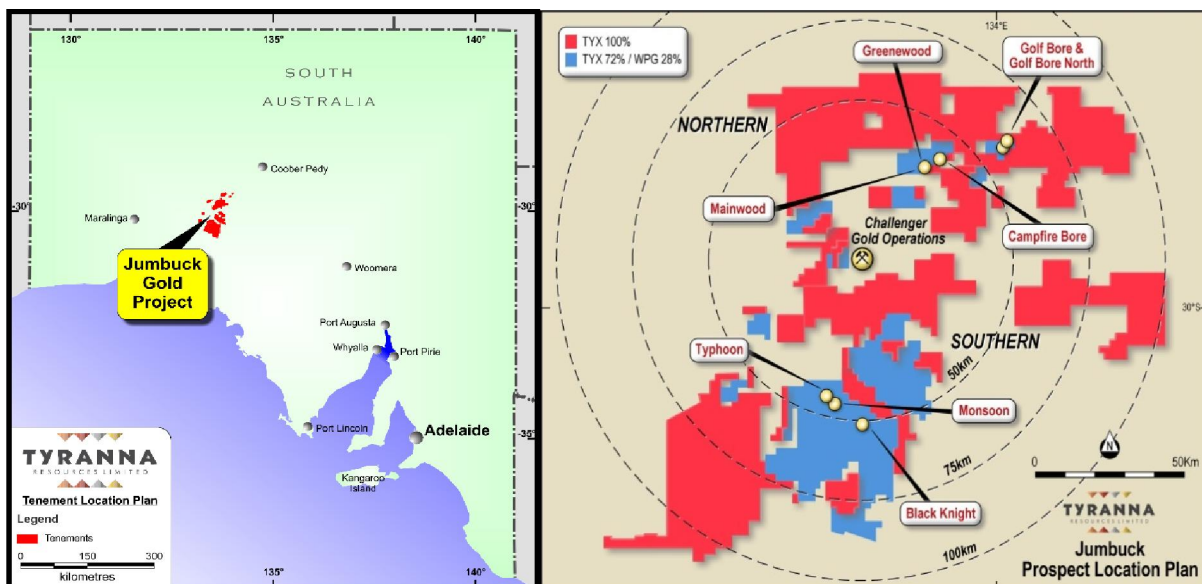 130°
135°
140°
SOUTH
AUSTRALIA
Coober Pedy
-30°
-30°
Maralinga
Jumbuck
Gold
Project
Woomera
Port Augusta
Whyalla
Port Pirie
Port Lincoln
Adelaide
-35°
-35°
Kangaroo
Island
TYRANNA
RESOURCES LIMITED
Tenement Location Plan
Legend
Tenements
0 150 300
kilometres
135°
140°
TYX 100%
TYX 72% / WPG 28%
134°E
Greenewood
Golf Bore &
Golf Bore North
NORTHERN
Mainwood
Challenger
Gold Operations
Campfire Bore
30°S
SOUTHERN
Typhoon
50km
Monsoon
75km
Black Knight
100km
N
0 50Km
TYRANNA
RESOURCES LIMITED
Jumbuck
Prospect Location Plan